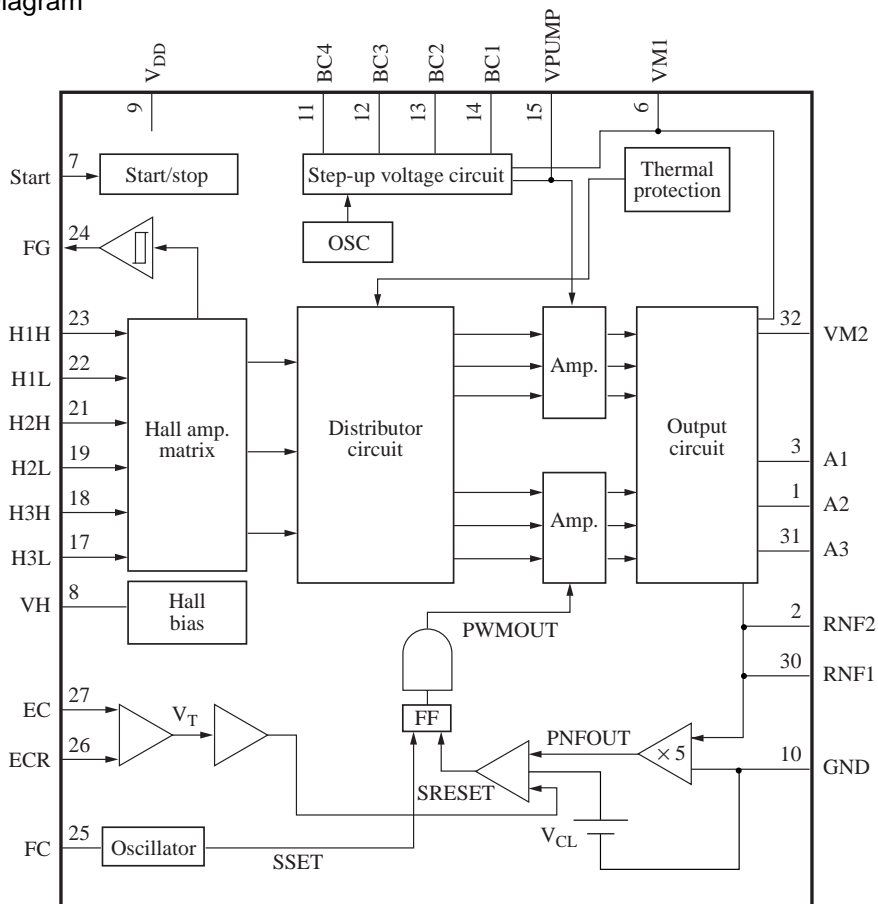 Diagram
V_DD
BC4
BC3
BC2
BC1
VPUMP
VM1
9
11
12
13
14
15
6
Start
7
Start/stop
Step-up voltage circuit
Thermal
protection
OSC
FG
24
H1H
23
H1L
22
H2H
21
H2L
19
H3H
18
H3L
17
Hall amp.
matrix
Distributor
circuit
Amp.
Amp.
Output
circuit
32
VM2
3
A1
1
A2
31
A3
VH
8
Hall
bias
PWMOUT
2
RNF2
30
RNF1
EC
27
V_T
ECR
26
FF
PNFOUT
× 5
10
GND
SRESET
V_CL
FC
25
Oscillator
SSET